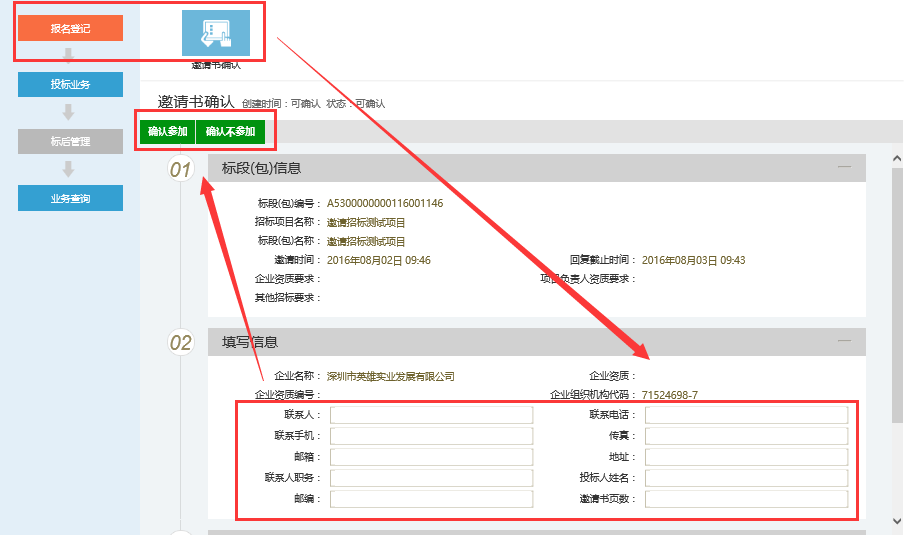 报名登记
邀请书确认
投标业务
标后管理
业务查询
邀请书确认 创建时间：可确认 状态：可确认
确认参加 确认不参加
01 标段(包)信息
标段(包)编号： A5300000000116001146
招标项目名称： 邀请招标测试项目
标段(包)名称： 邀请招标测试项目
邀请时间： 2016年08月02日 09:46 回复截止时间： 2016年08月03日 09:43
企业资质要求： 项目负责人资质要求：
其他招标要求：
02 填写信息
企业名称： 深圳市英雄实业发展有限公司 企业资质：
企业资质编号： 企业组织机构代码： 71524698-7
联系人： 联系电话：
联系手机： 传真：
邮箱： 地址：
联系人职务： 投标人姓名：
邮编： 邀请书页数：